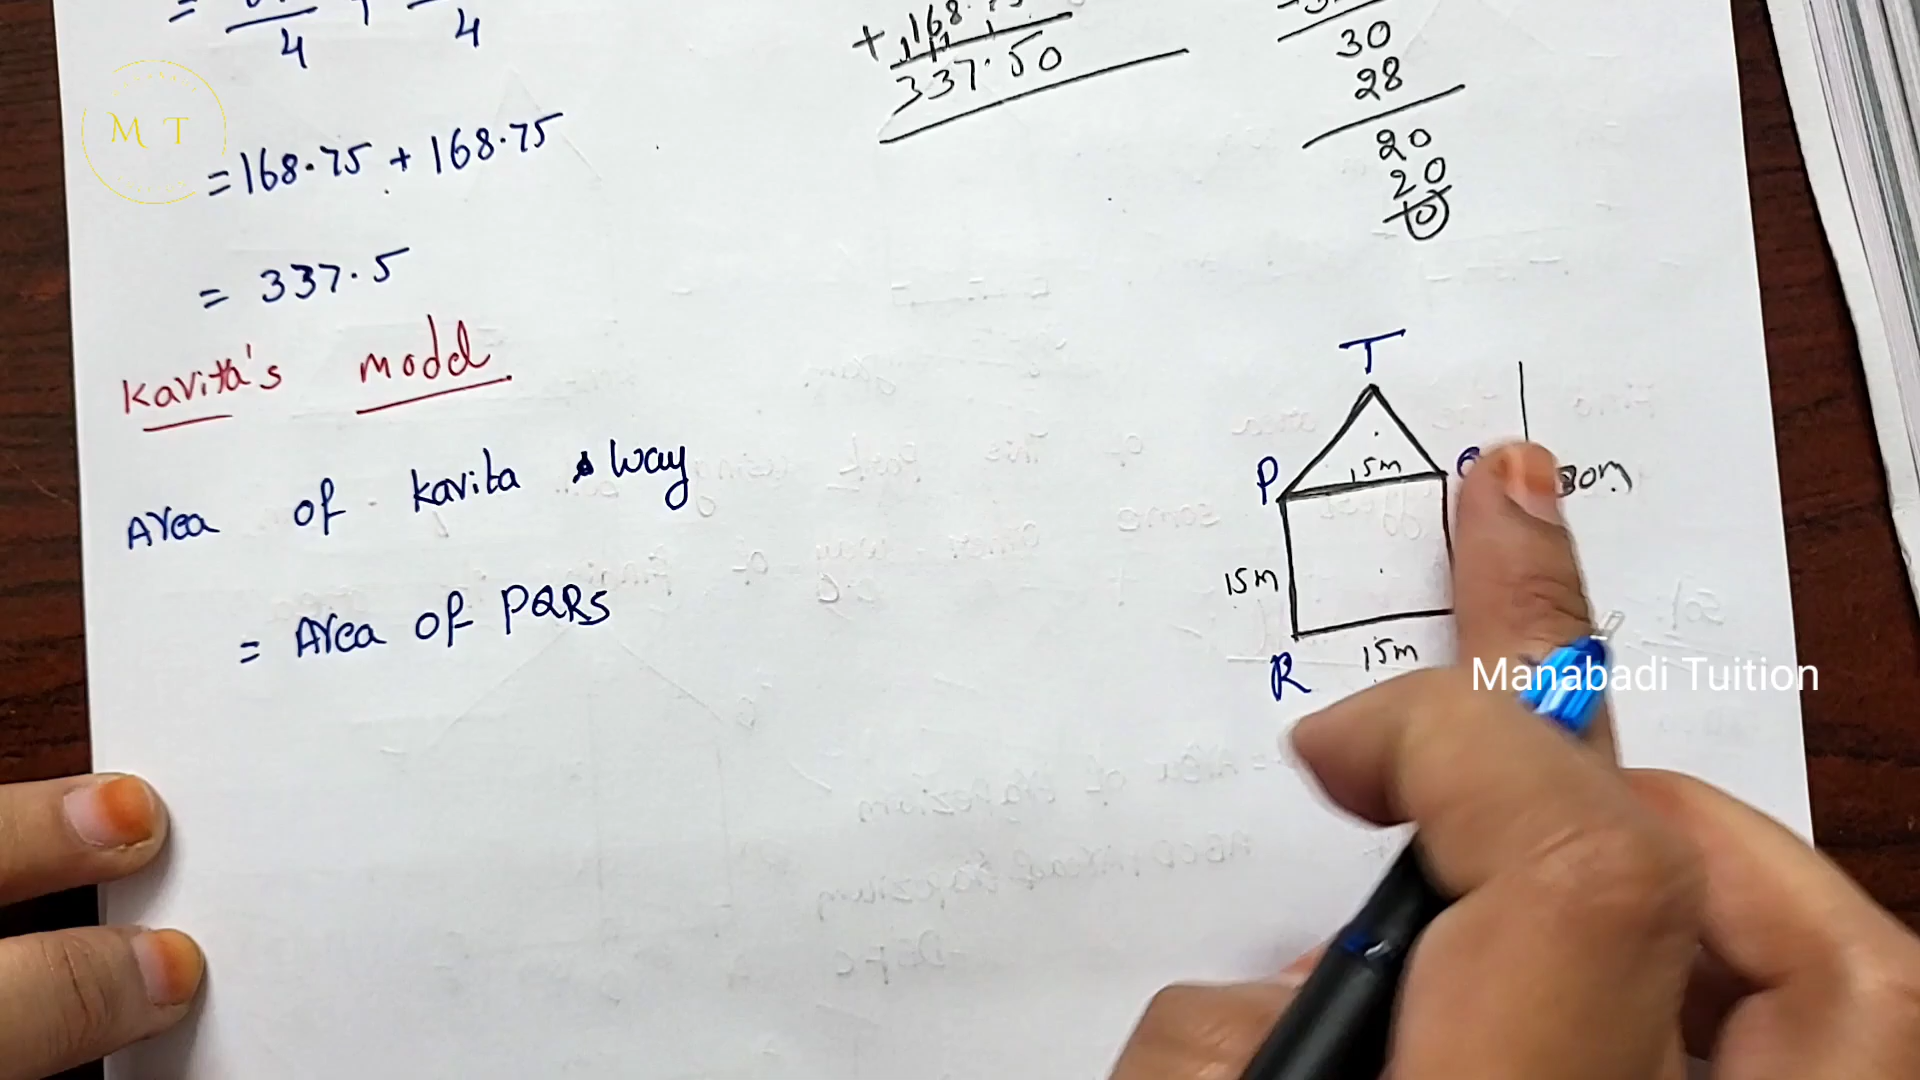 4 4
+ 168.
337.50
30
28
20
20
0
M T
= 168.75 + 168.75
= 337.5
Kavita's model
Area of Kavita Way
= Area of PQRS
T
P 15m 30m
15m
R 15m
Manabadi Tuition